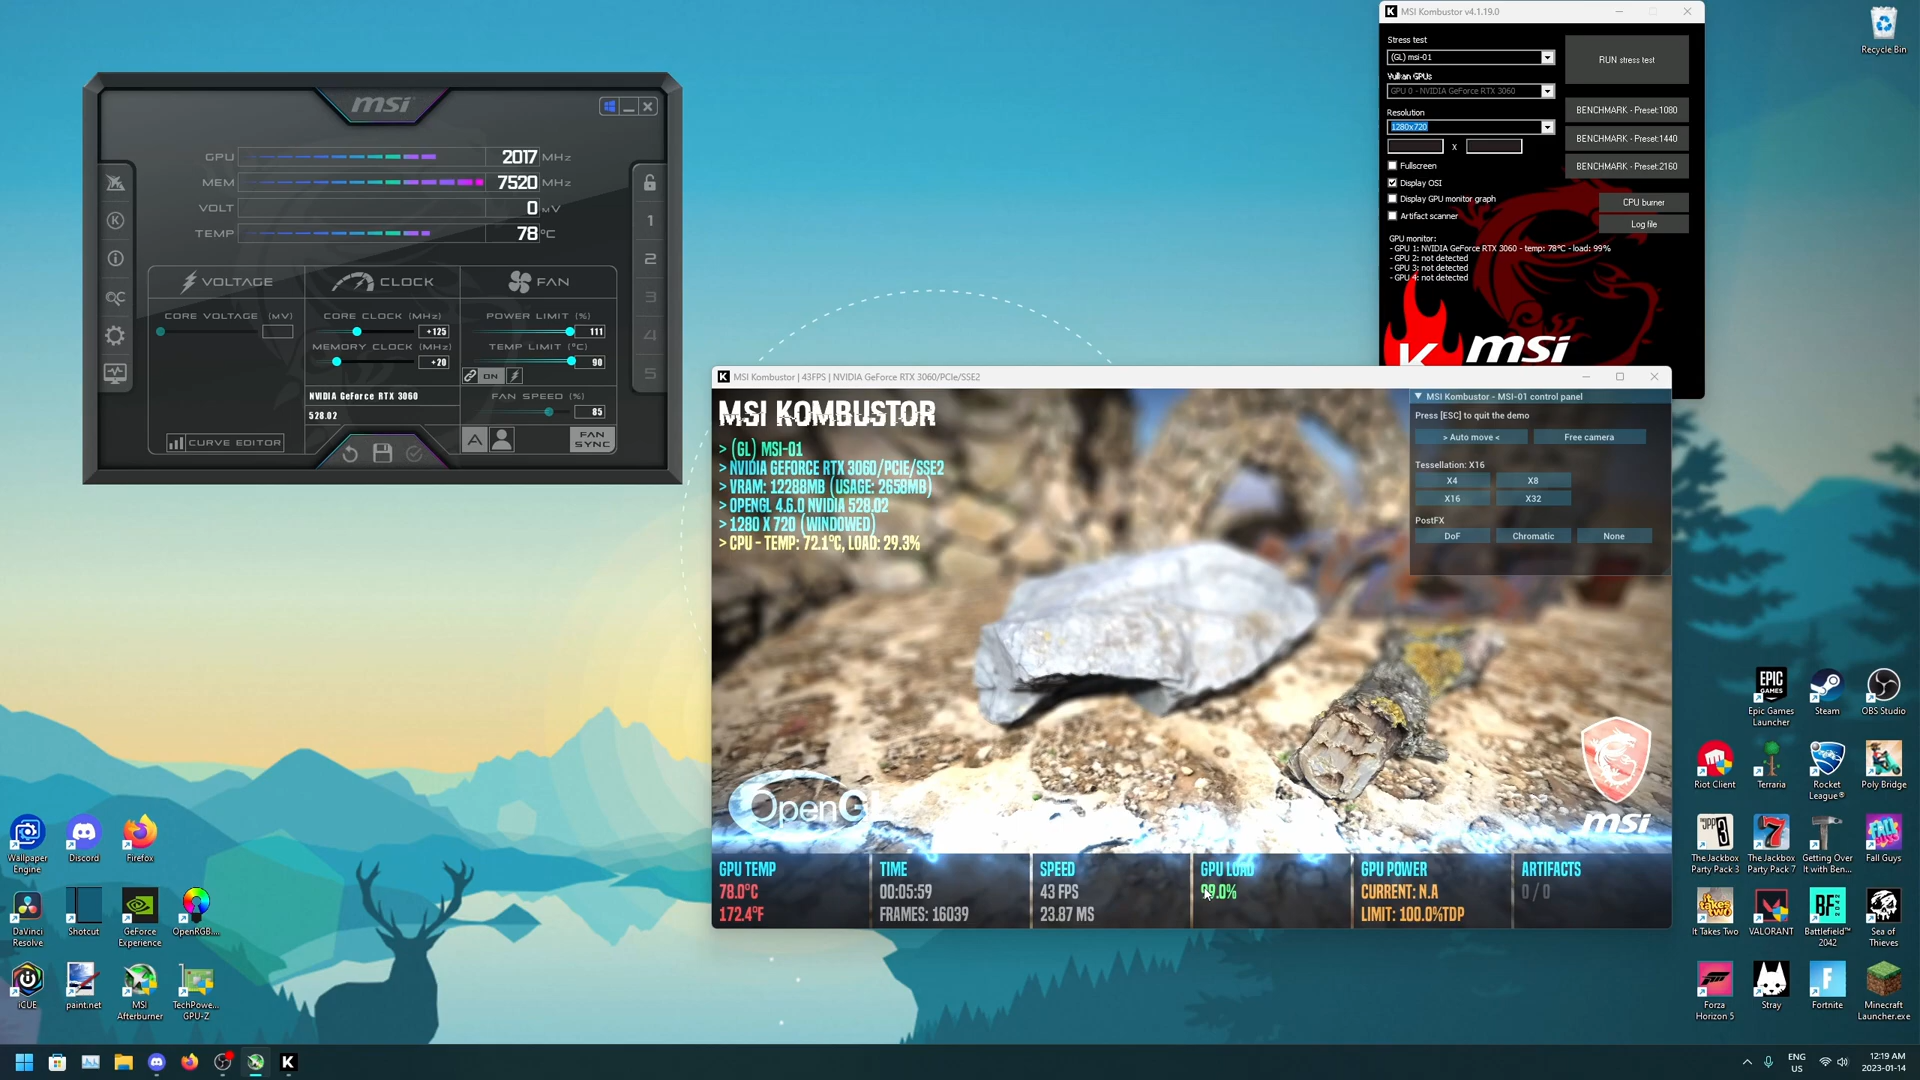 msi
GPU 2017 MHz
MEM 7520 MHz
VOLT 0 MV
TEMP 78 °C
1
2
3
4
5
VOLTAGE
CLOCK
FAN
CORE VOLTAGE (MV)
CORE CLOCK (MHz)
+125
MEMORY CLOCK (MHz)
+20
POWER LIMIT (%)
111
TEMP LIMIT (°C)
90
ON
FAN SPEED (%)
85
NVIDIA GeForce RTX 3060
528.02
CURVE EDITOR
A
FAN
SYNC
K MSI Kombustor v4.1.19.0
Stress test
(GL) msi-01
Vulkan GPUs
GPU 0 - NVIDIA GeForce RTX 3060
Resolution
1280x720
x
Fullscreen
Display OSI
Display GPU monitor graph
Artifact scanner
RUN stress test
BENCHMARK - Preset:1080
BENCHMARK - Preset:1440
BENCHMARK - Preset:2160
CPU burner
Log file
GPU monitor:
- GPU 1: NVIDIA GeForce RTX 3060 - temp: 78°C - load: 99%
- GPU 2: not detected
- GPU 3: not detected
- GPU 4: not detected
K
msi
K MSI Kombustor | 43FPS | NVIDIA GeForce RTX 3060/PCIe/SSE2
MSI KOMBUSTOR
> (GL) MSI-01
> NVIDIA GEFORCE RTX 3060/PCIE/SSE2
> VRAM: 12288MB (USAGE: 2658MB)
> OPENGL 4.6.0 NVIDIA 528.02
> 1280 X 720 (WINDOWED)
> CPU - TEMP: 72.1°C, LOAD: 29.3%
MSI Kombustor - MSI-01 control panel
Press [ESC] to quit the demo
> Auto move <
Free camera
Tessellation: X16
X4
X8
X16
X32
PostFX
DoF
Chromatic
None
OpenGL
msi
GPU TEMP
78.0°C
172.4°F
TIME
00:05:59
FRAMES: 16039
SPEED
43 FPS
23.87 MS
GPU LOAD
99.0%
GPU POWER
CURRENT: N.A
LIMIT: 100.0%TDP
ARTIFACTS
0 / 0
Recycle Bin
EPIC
GAMES
Epic Games
Launcher
Steam
OBS Studio
Riot Client
Terraria
Rocket
League®
Poly Bridge
The Jackbox
Party Pack 3
The Jackbox
Party Pack 7
Getting Over
It with Ben...
Fall Guys
It Takes Two
VALORANT
Battlefield™
2042
Sea of
Thieves
Forza
Horizon 5
Stray
Fortnite
Minecraft
Launcher.exe
Wallpaper
Engine
Discord
Firefox
DaVinci
Resolve
Shotcut
GeForce
Experience
OpenRGB....
iCUE
paint.net
MSI
Afterburner
TechPowe...
GPU-Z
K
ENG
US
12:19 AM
2023-01-14